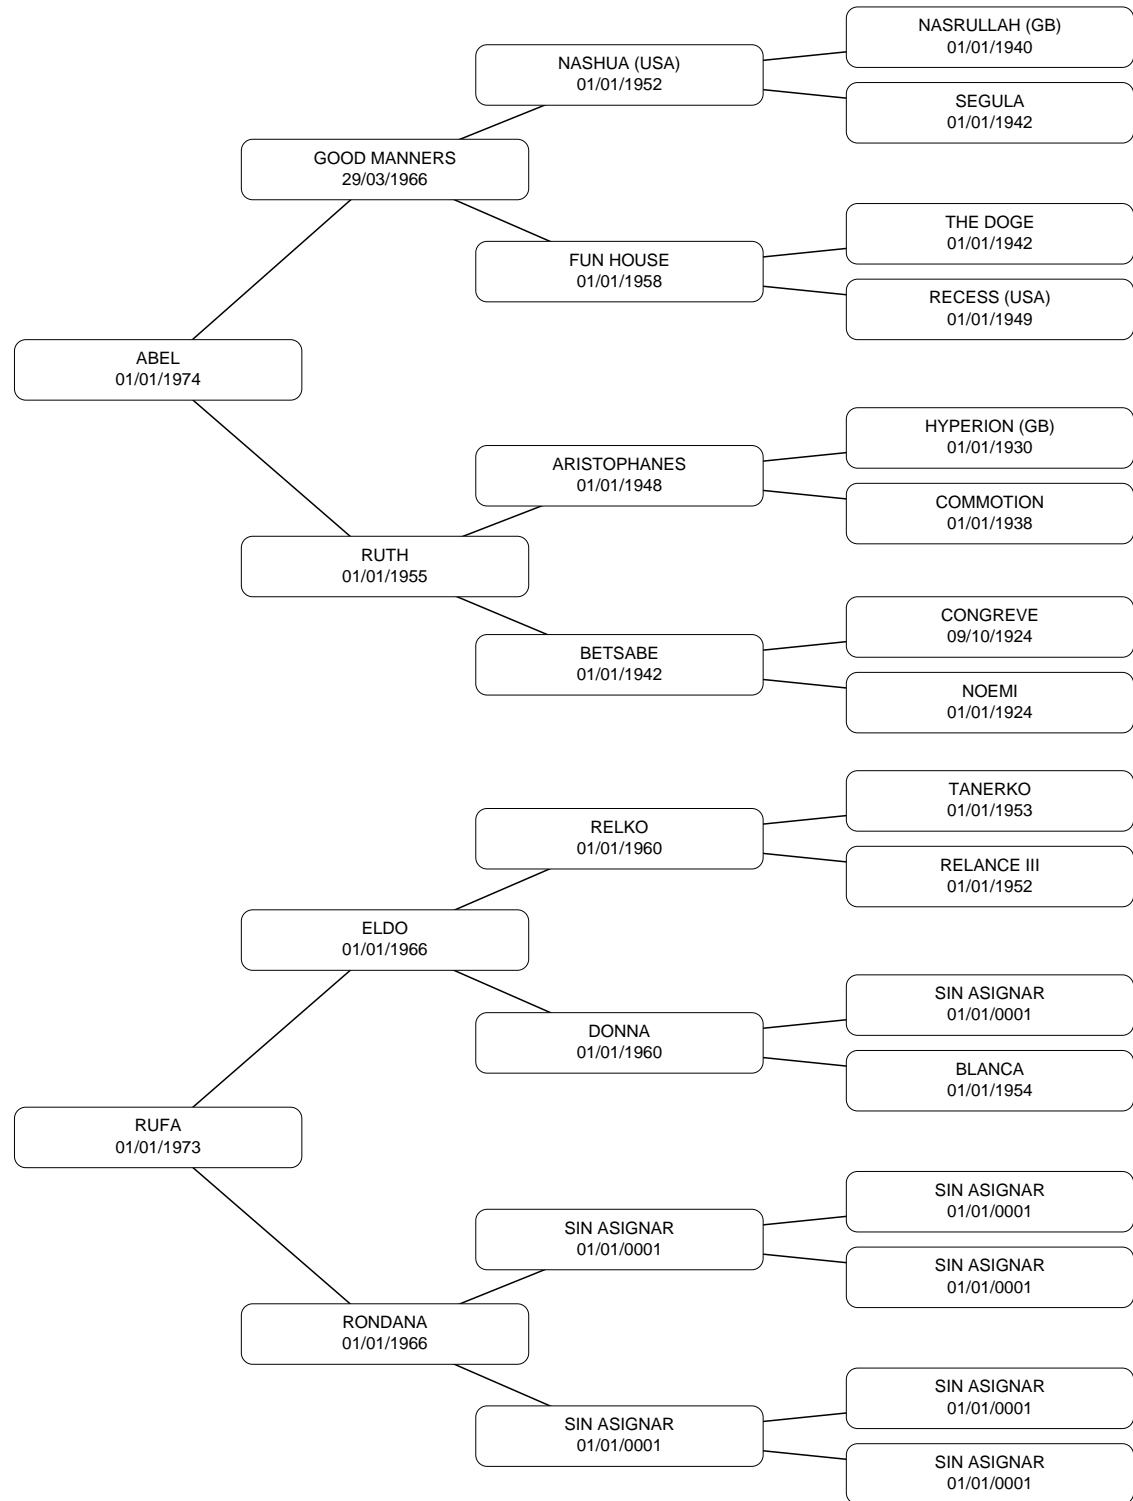 NASRULLAH (GB)
01/01/1940
NASHUA (USA)
01/01/1952
SEGULA
01/01/1942
GOOD MANNERS
29/03/1966
THE DOGE
01/01/1942
FUN HOUSE
01/01/1958
RECESS (USA)
01/01/1949
ABEL
01/01/1974
HYPERION (GB)
01/01/1930
ARISTOPHANES
01/01/1948
COMMOTION
01/01/1938
RUTH
01/01/1955
CONGREVE
09/10/1924
BETSABE
01/01/1942
NOEMI
01/01/1924
TANERKO
01/01/1953
RELKO
01/01/1960
RELANCE III
01/01/1952
ELDO
01/01/1966
SIN ASIGNAR
01/01/0001
DONNA
01/01/1960
BLANCA
01/01/1954
RUFA
01/01/1973
SIN ASIGNAR
01/01/0001
SIN ASIGNAR
01/01/0001
SIN ASIGNAR
01/01/0001
RONDANA
01/01/1966
SIN ASIGNAR
01/01/0001
SIN ASIGNAR
01/01/0001
SIN ASIGNAR
01/01/0001